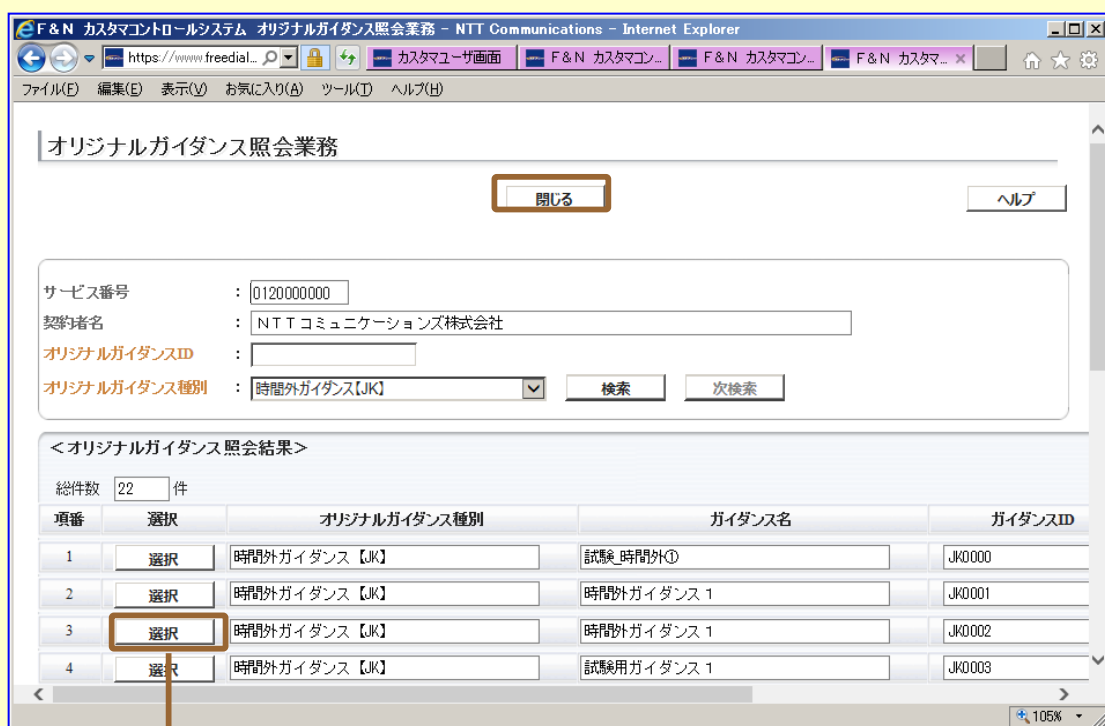 F&N カスタマコントロールシステム オリジナルガイダンス照会業務 - NTT Communications - Internet Explorer
https://www.freedial... カスタマユーザ画面 F&N カスタマコン... F&N カスタマコン... F&N カスタマ... ×
ファイル(F) 編集(E) 表示(V) お気に入り(A) ツール(T) ヘルプ(H)
オリジナルガイダンス照会業務
閉じる ヘルプ
サービス番号 : 0120000000
契約者名 : NTTコミュニケーションズ株式会社
オリジナルガイダンスID :
オリジナルガイダンス種別 : 時間外ガイダンス【JK】 検索 次検索
<オリジナルガイダンス照会結果>
総件数 22 件
項番 選択 オリジナルガイダンス種別 ガイダンス名 ガイダンスID
1 選択 時間外ガイダンス【JK】 試験_時間外① JK0000
2 選択 時間外ガイダンス【JK】 時間外ガイダンス1 JK0001
3 選択 時間外ガイダンス【JK】 時間外ガイダンス1 JK0002
4 選択 時間外ガイダンス【JK】 試験用ガイダンス1 JK0003
105%